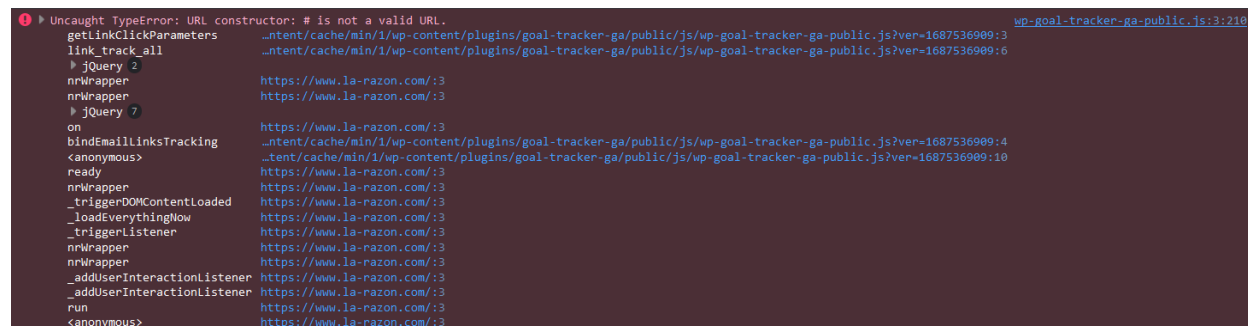 Uncaught TypeError: URL constructor: # is not a valid URL. wp-goal-tracker-ga-public.js:3:210
getLinkClickParameters …ntent/cache/min/1/wp-content/plugins/goal-tracker-ga/public/js/wp-goal-tracker-ga-public.js?ver=1687536909:3
link_track_all …ntent/cache/min/1/wp-content/plugins/goal-tracker-ga/public/js/wp-goal-tracker-ga-public.js?ver=1687536909:6
jQuery 2
nrWrapper https://www.la-razon.com/:3
nrWrapper https://www.la-razon.com/:3
jQuery 7
on https://www.la-razon.com/:3
bindEmailLinksTracking …ntent/cache/min/1/wp-content/plugins/goal-tracker-ga/public/js/wp-goal-tracker-ga-public.js?ver=1687536909:4
<anonymous> …tent/cache/min/1/wp-content/plugins/goal-tracker-ga/public/js/wp-goal-tracker-ga-public.js?ver=1687536909:10
ready https://www.la-razon.com/:3
nrWrapper https://www.la-razon.com/:3
_triggerDOMContentLoaded https://www.la-razon.com/:3
_loadEverythingNow https://www.la-razon.com/:3
_triggerListener https://www.la-razon.com/:3
nrWrapper https://www.la-razon.com/:3
nrWrapper https://www.la-razon.com/:3
_addUserInteractionListener https://www.la-razon.com/:3
_addUserInteractionListener https://www.la-razon.com/:3
run https://www.la-razon.com/:3
<anonymous> https://www.la-razon.com/:3